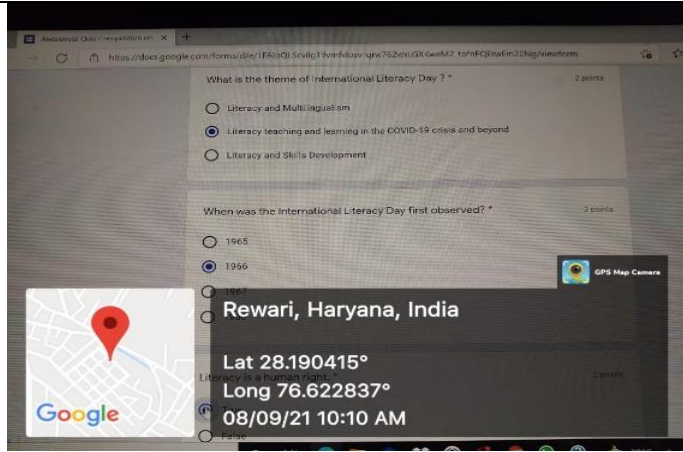 Awareness Quiz Competition on
https://docs.google.com/forms/d/e/
What is the theme of International Literacy Day ? *
2 points
Literacy and Multilingualism
Literacy teaching and learning in the COVID-19 crisis and beyond
Literacy and Skills Development
When was the International Literacy Day first observed? *
2 points
1965
1966
1967
GPS Map Camera
Rewari, Haryana, India
Lat 28.190415°
Long 76.622837°
08/09/21 10:10 AM
Google
Literacy is a human right. *
2 points
False